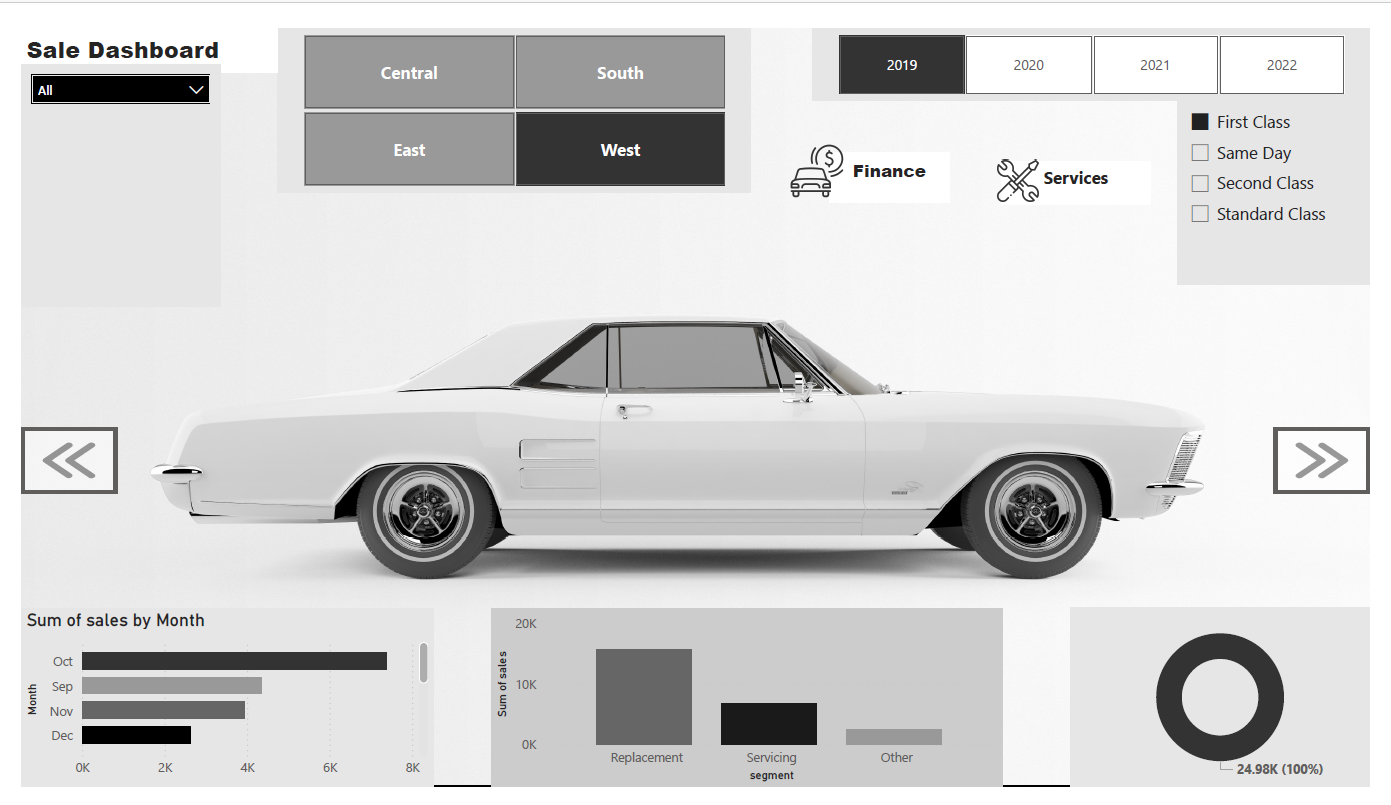 Sale Dashboard
All
Central
South
East
West
2019
2020
2021
2022
First Class
Same Day
Second Class
Standard Class
Finance
Services
Sum of sales by Month
Month
Oct
Sep
Nov
Dec
0K
2K
4K
6K
8K
Sum of sales
20K
10K
0K
Replacement
Servicing
Other
segment
24.98K (100%)